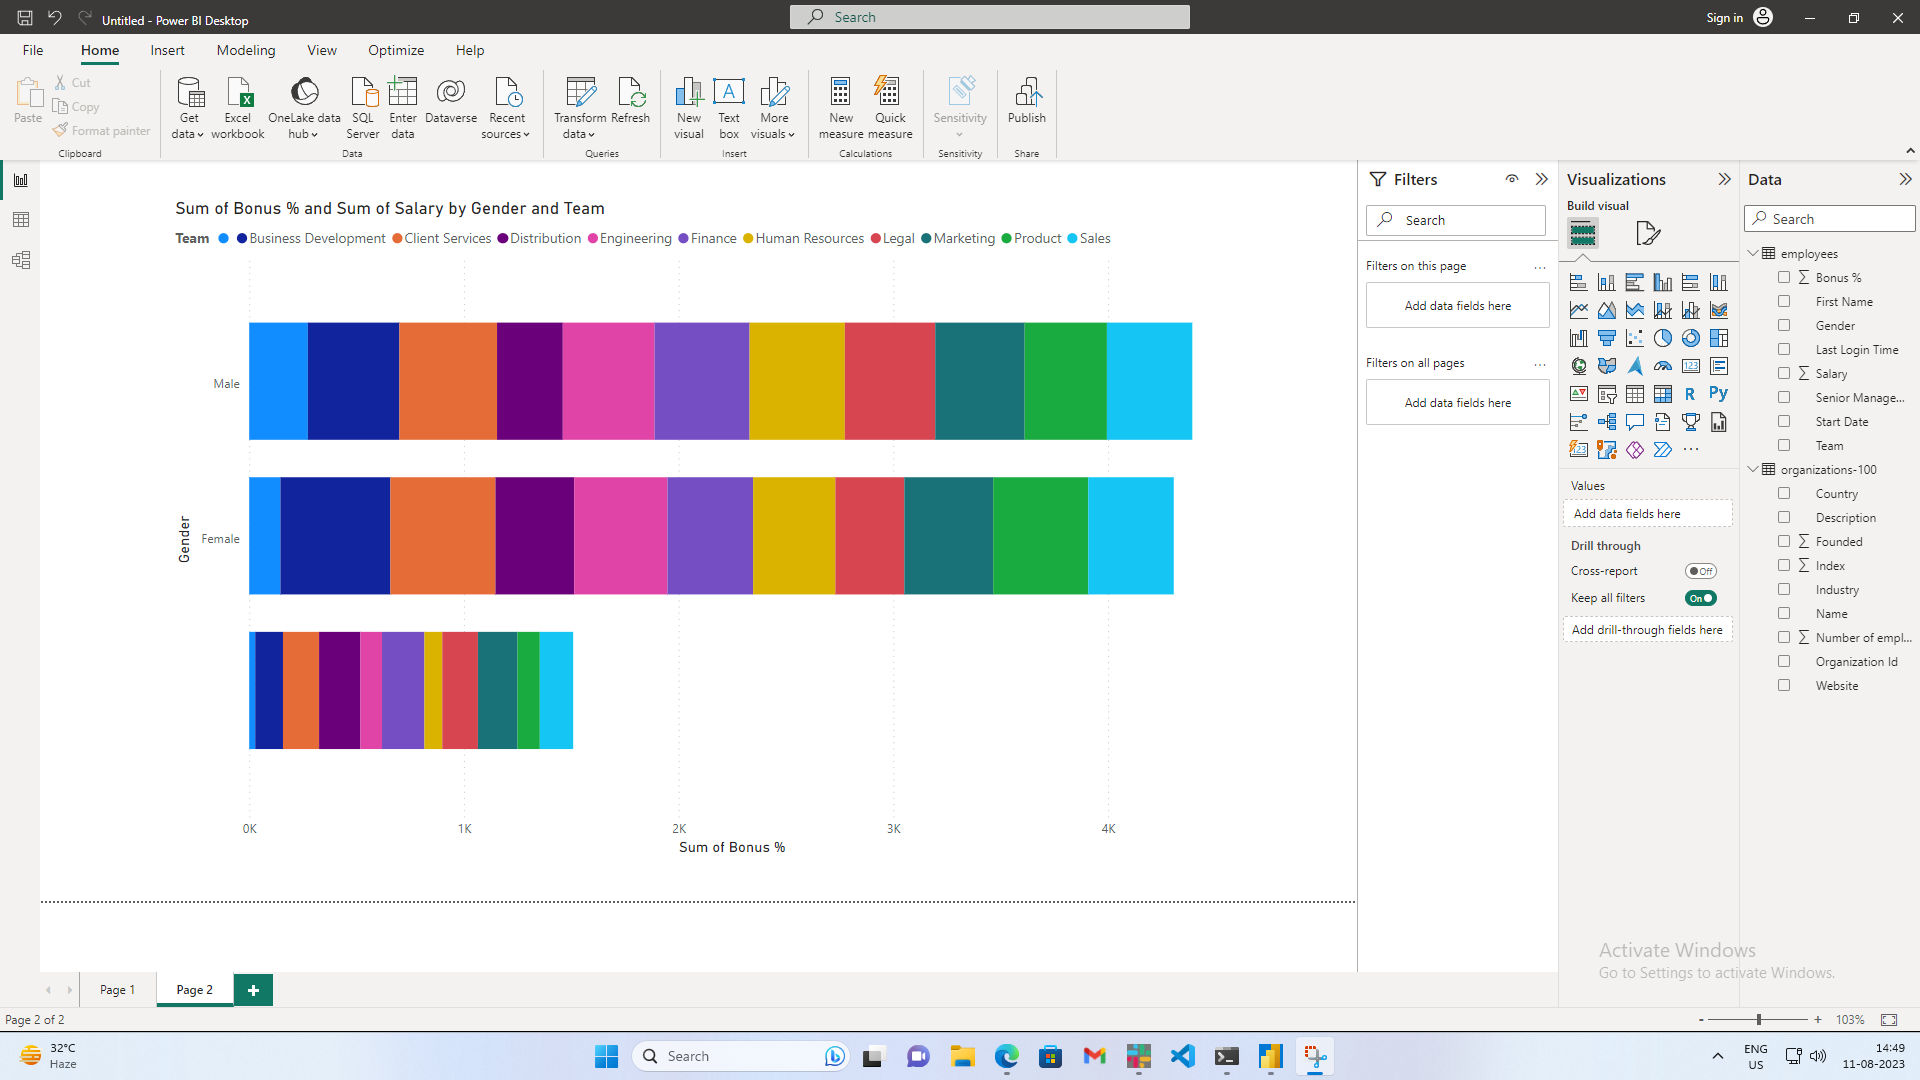 Untitled - Power BI Desktop
Search
Sign in
File Home Insert Modeling View Optimize Help
Paste
Cut
Copy
Format painter
Clipboard
Get data
Excel workbook
OneLake data hub
SQL Server
Enter data
Dataverse
Recent sources
Data
Transform data
Refresh
Queries
New visual
Text box
More visuals
Insert
New measure
Quick measure
Calculations
Sensitivity
Sensitivity
Publish
Share
Sum of Bonus % and Sum of Salary by Gender and Team
Team Business Development Client Services Distribution Engineering Finance Human Resources Legal Marketing Product Sales
Male
Female
Gender
0K 1K 2K 3K 4K
Sum of Bonus %
Filters
Search
Filters on this page
...
Add data fields here
Filters on all pages
...
Add data fields here
Visualizations
Build visual
123
R
Py
123
...
Values
Add data fields here
Drill through
Cross-report
Off
Keep all filters
On
Add drill-through fields here
Data
Search
employees
Σ Bonus %
First Name
Gender
Last Login Time
Σ Salary
Senior Manage...
Start Date
Team
organizations-100
Country
Description
Σ Founded
Σ Index
Industry
Name
Σ Number of empl...
Organization Id
Website
Activate Windows
Go to Settings to activate Windows.
Page 1
Page 2
+
Page 2 of 2
- + 103%
32°C
Haze
Search
ENG
US
14:49
11-08-2023